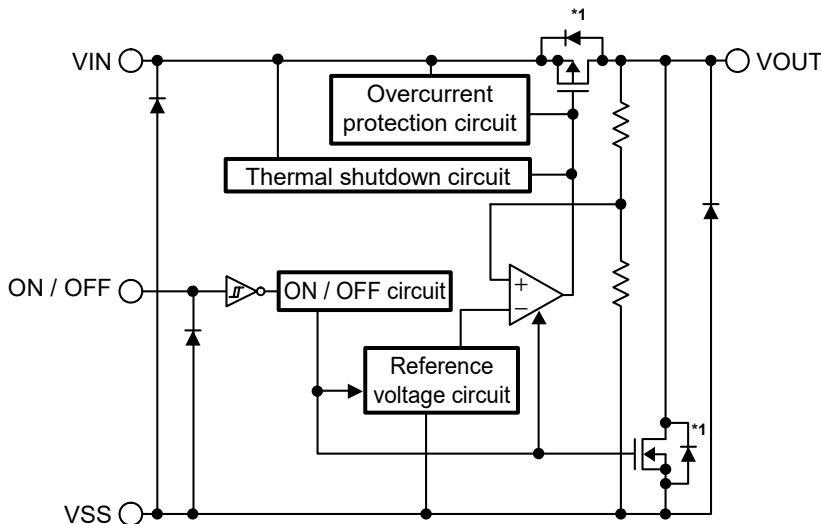 *1
VIN
VOUT
Overcurrent
protection circuit
Thermal shutdown circuit
ON / OFF
ON / OFF circuit
+
−
Reference
voltage circuit
*1
VSS